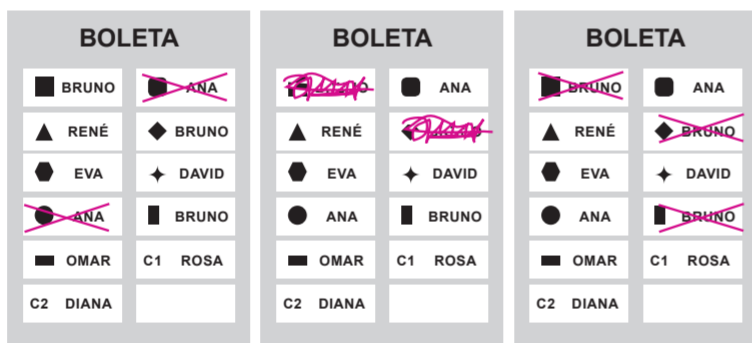 BOLETA
BRUNO ANA
RENÉ BRUNO
EVA DAVID
ANA BRUNO
OMAR C1 ROSA
C2 DIANA
BOLETA
ANA
RENÉ
EVA DAVID
ANA BRUNO
OMAR C1 ROSA
C2 DIANA
BOLETA
BRUNO ANA
RENÉ BRUNO
EVA DAVID
ANA BRUNO
OMAR C1 ROSA
C2 DIANA